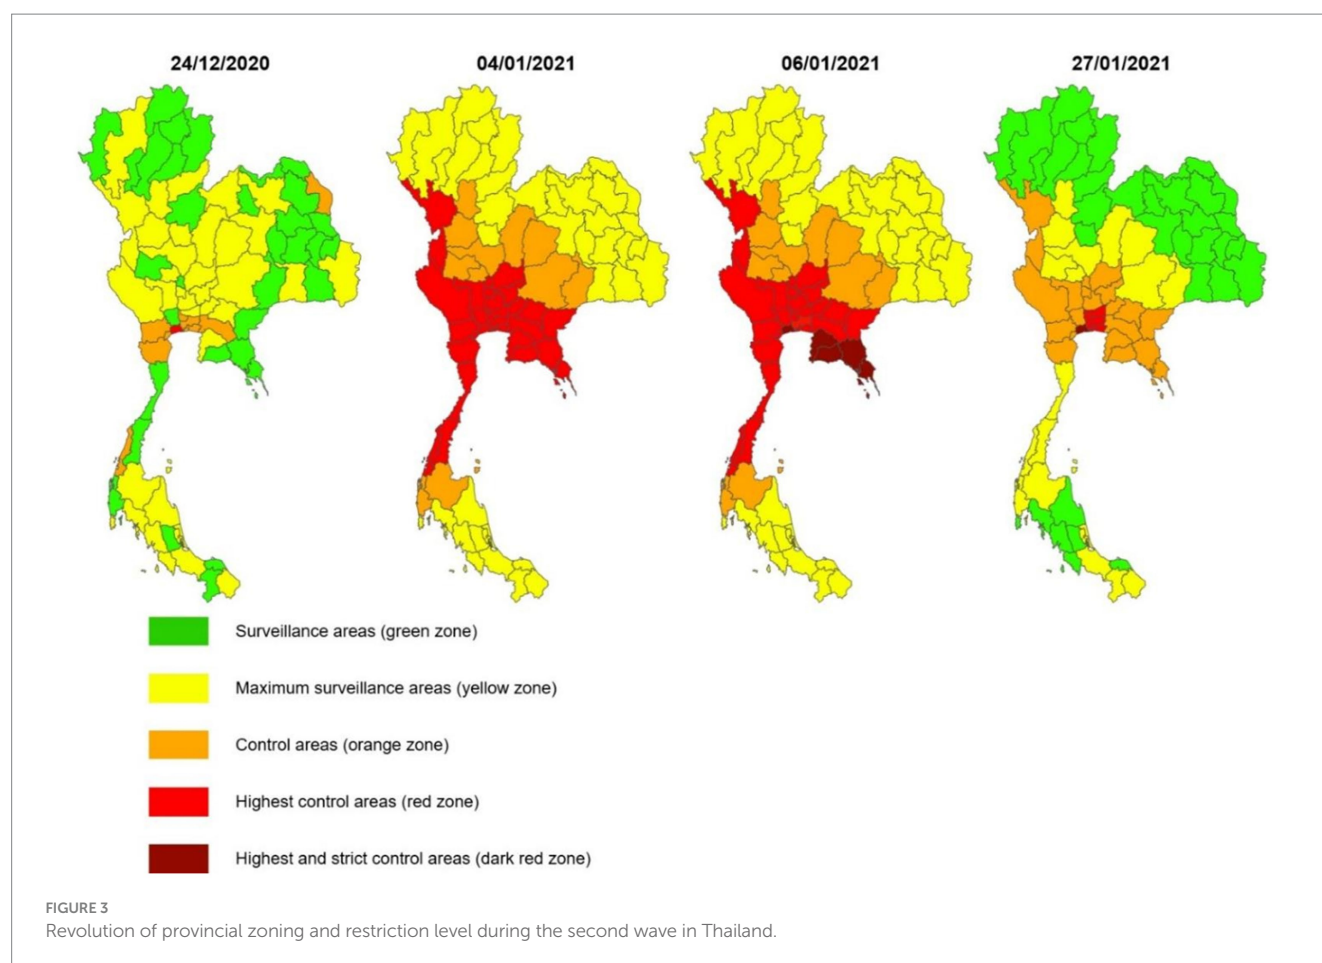 24/12/2020 04/01/2021 06/01/2021 27/01/2021
Surveillance areas (green zone)
Maximum surveillance areas (yellow zone)
Control areas (orange zone)
Highest control areas (red zone)
Highest and strict control areas (dark red zone)
FIGURE 3
Revolution of provincial zoning and restriction level during the second wave in Thailand.